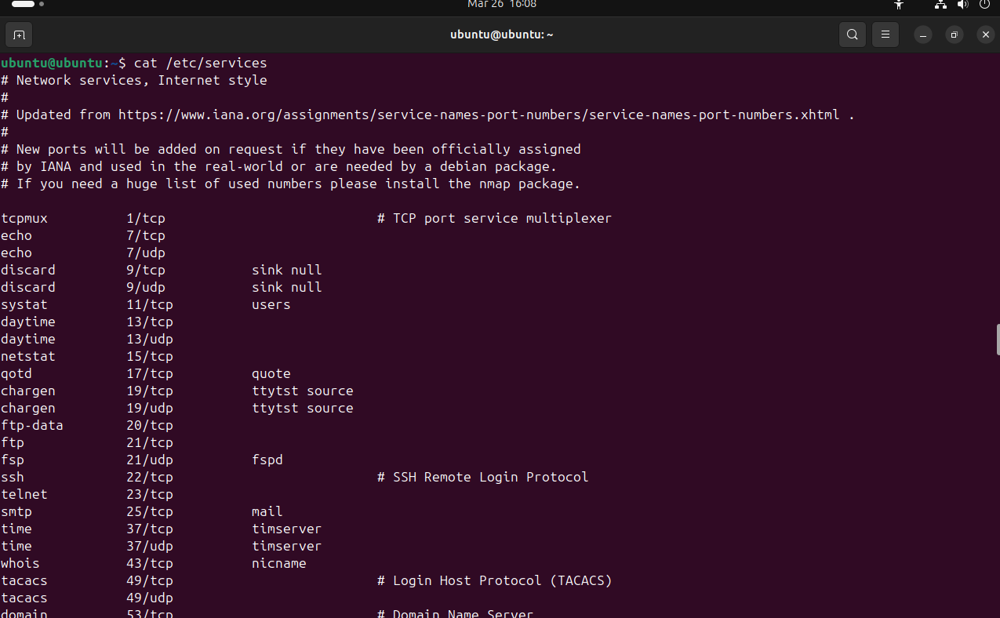 Mar 26 16:08
ubuntu@ubuntu: ~
ubuntu@ubuntu:~$ cat /etc/services
# Network services, Internet style
#
# Updated from https://www.iana.org/assignments/service-names-port-numbers/service-names-port-numbers.xhtml .
#
# New ports will be added on request if they have been officially assigned
# by IANA and used in the real-world or are needed by a debian package.
# If you need a huge list of used numbers please install the nmap package.

tcpmux          1/tcp                           # TCP port service multiplexer
echo            7/tcp
echo            7/udp
discard         9/tcp           sink null
discard         9/udp           sink null
systat          11/tcp          users
daytime         13/tcp
daytime         13/udp
netstat         15/tcp
qotd            17/tcp          quote
chargen         19/tcp          ttytst source
chargen         19/udp          ttytst source
ftp-data        20/tcp
ftp             21/tcp
fsp             21/udp          fspd
ssh             22/tcp                          # SSH Remote Login Protocol
telnet          23/tcp
smtp            25/tcp          mail
time            37/tcp          timserver
time            37/udp          timserver
whois           43/tcp          nicname
tacacs          49/tcp                          # Login Host Protocol (TACACS)
tacacs          49/udp
domain          53/tcp                          # Domain Name Server